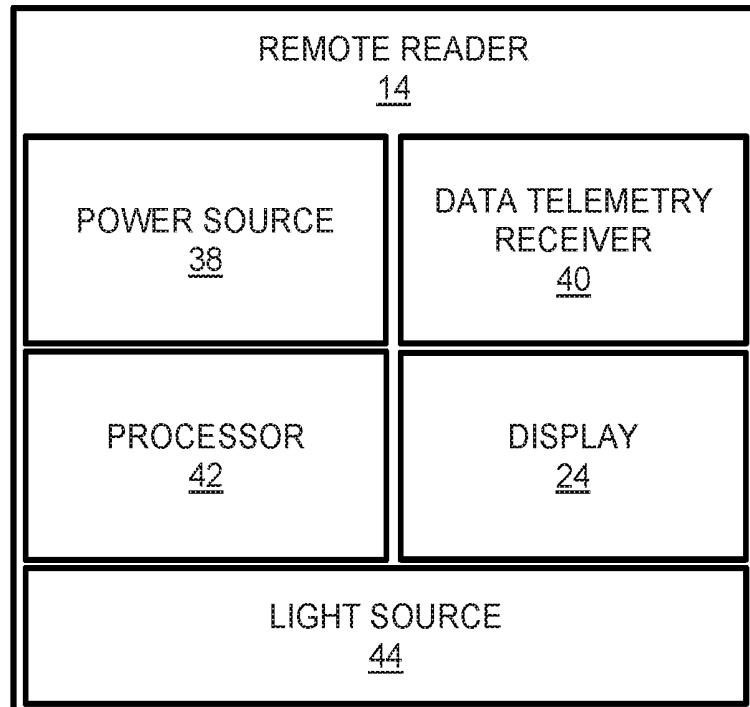 REMOTE READER
14
POWER SOURCE
38
DATA TELEMETRY
RECEIVER
40
PROCESSOR
42
DISPLAY
24
LIGHT SOURCE
44